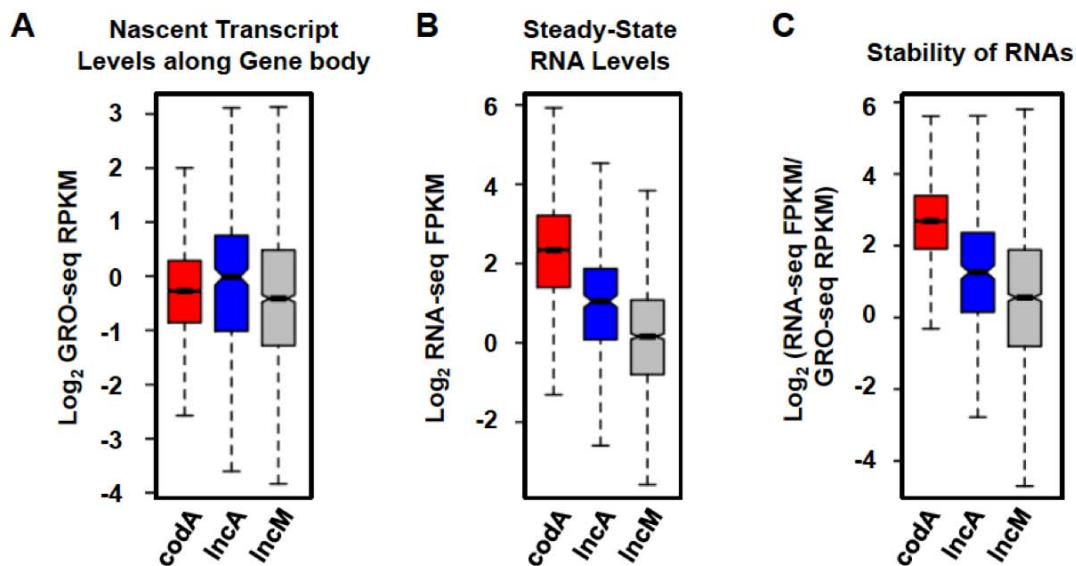 A
Nascent Transcript
Levels along Gene body
Log2 GRO-seq RPKM
3
2
1
0
-1
-2
-3
-4
codA
lncA
lncM
B
Steady-State
RNA Levels
Log2 RNA-seq FPKM
6
4
2
0
-2
codA
lncA
lncM
C
Stability of RNAs
Log2 (RNA-seq FPKM/
GRO-seq RPKM)
6
4
2
0
-2
-4
codA
lncA
lncM